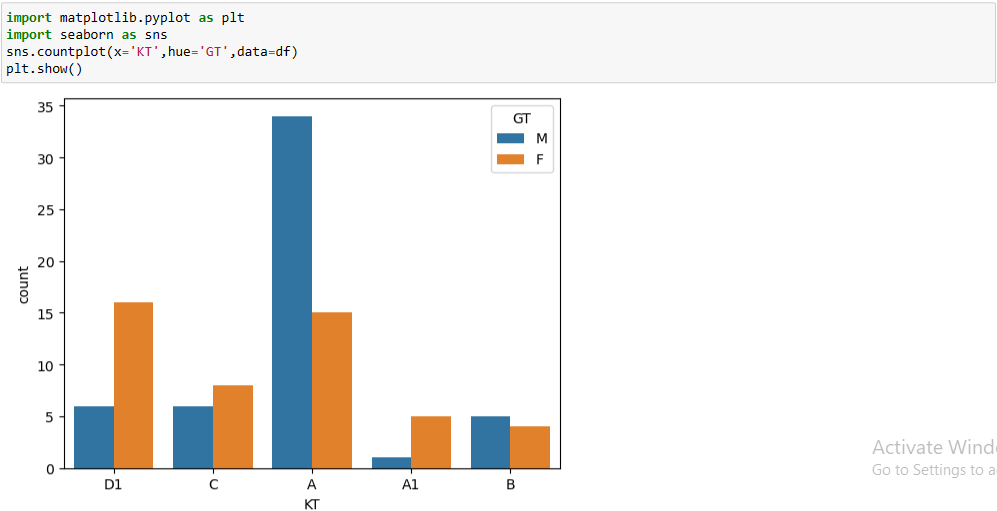 import matplotlib.pyplot as plt
import seaborn as sns
sns.countplot(x='KT',hue='GT',data=df)
plt.show()
35
30
25
20
15
10
5
0
count
GT
M
F
D1 C A A1 B
KT
Activate
Go to Settings to